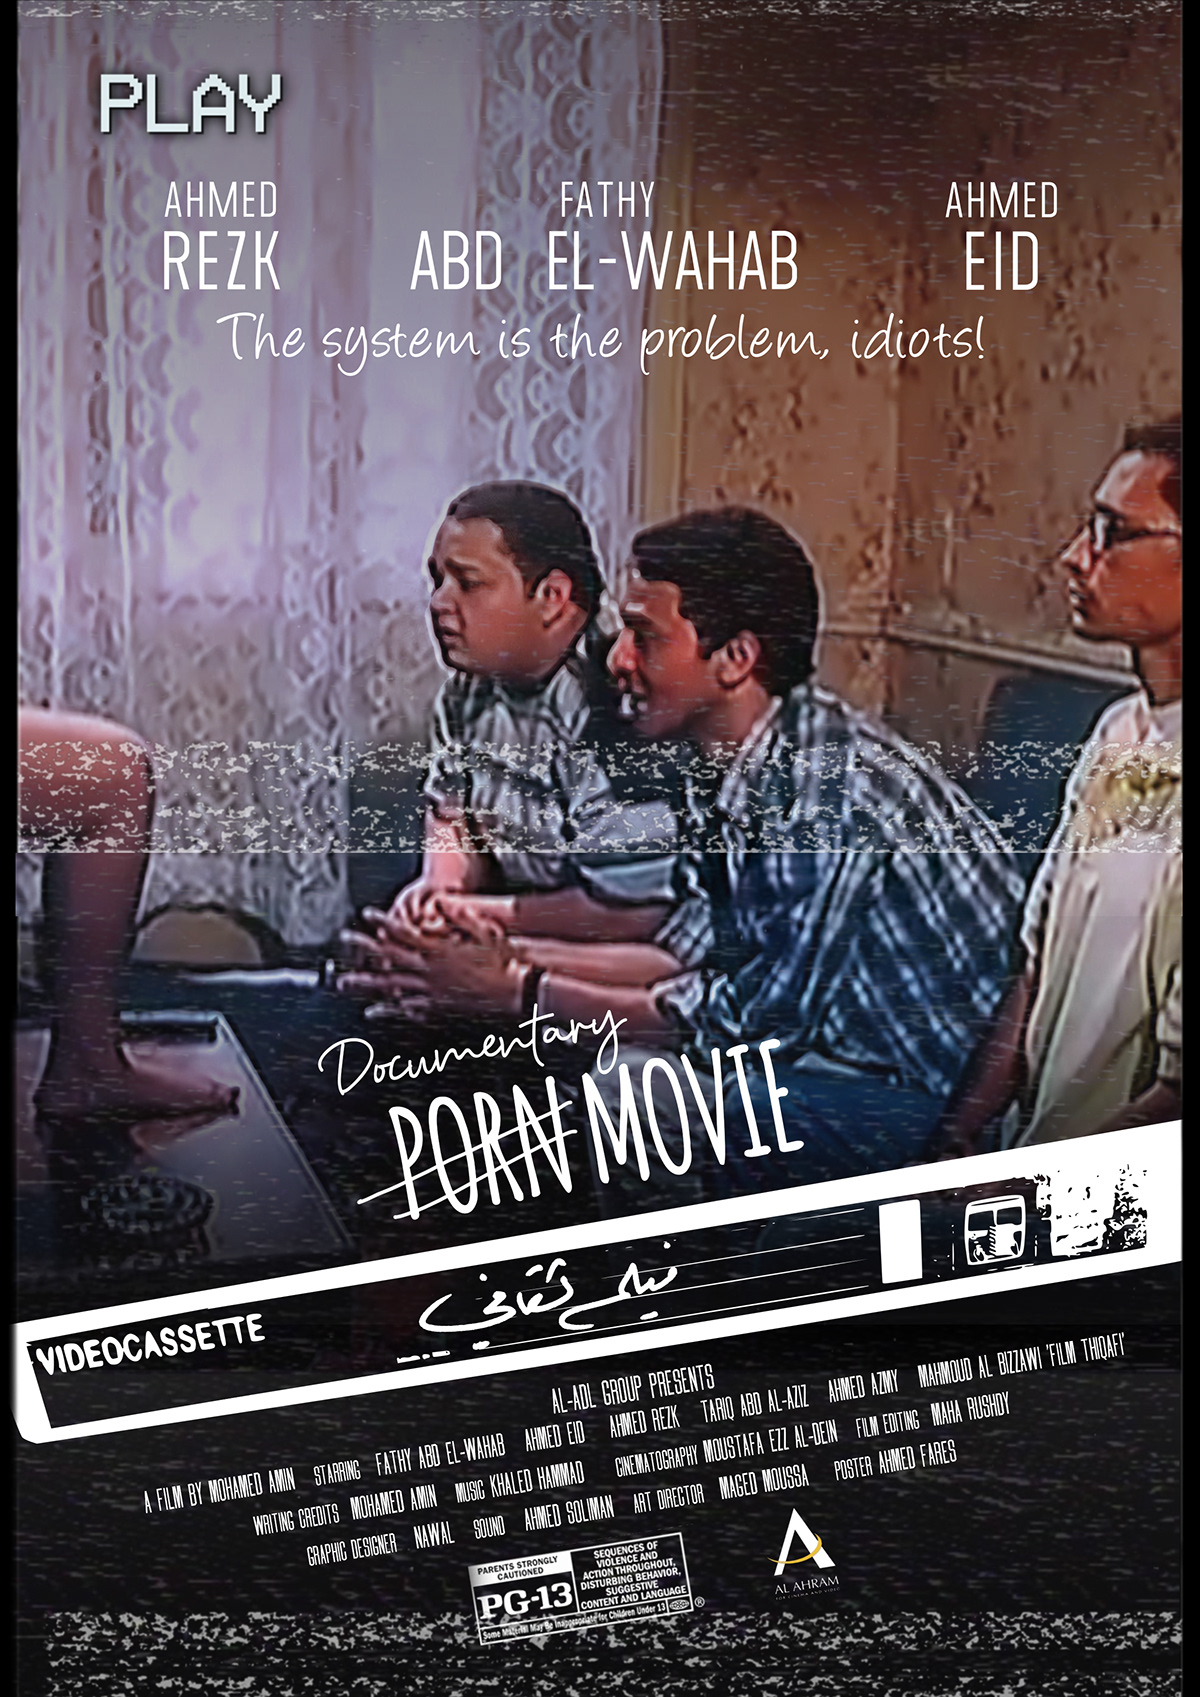 PLAY
AHMED REZK
FATHY ABD EL-WAHAB
AHMED EID
The system is the problem, idiots!
Documentary
PORN MOVIE
فيلم ثقافي
VIDEOCASSETTE
AL-ADL GROUP PRESENTS
A FILM BY MOHAMED AMIN STARRING FATHY ABD EL-WAHAB AHMED EID AHMED REZK TARIQ ABD AL-AZIZ AHMED AZMY MAHMOUD AL BIZZAWI 'FILM THIQAFI'
WRITING CREDITS MOHAMED AMIN MUSIC KHALED HAMMAD CINEMATOGRAPHY MOUSTAFA EZZ AL-DEIN FILM EDITING MAHA RUSHDY
GRAPHIC DESIGNER NAWAL SOUND AHMED SOLIMAN ART DIRECTOR MAGED MOUSSA POSTER AHMED FARES
PARENTS STRONGLY CAUTIONED
PG-13
SEQUENCES OF
VIOLENCE AND
ACTION THROUGHOUT,
DISTURBING BEHAVIOR,
SUGGESTIVE
CONTENT AND LANGUAGE
Some Material May Be Inappropriate for Children Under 13
®
AL AHRAM
FOR CINEMA AND VIDEO